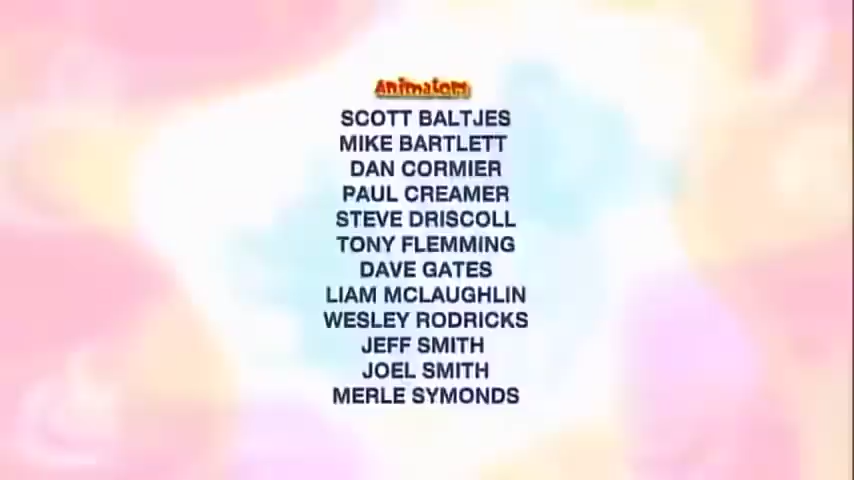 Animators
SCOTT BALTJES
MIKE BARTLETT
DAN CORMIER
PAUL CREAMER
STEVE DRISCOLL
TONY FLEMMING
DAVE GATES
LIAM MCLAUGHLIN
WESLEY RODRICKS
JEFF SMITH
JOEL SMITH
MERLE SYMONDS